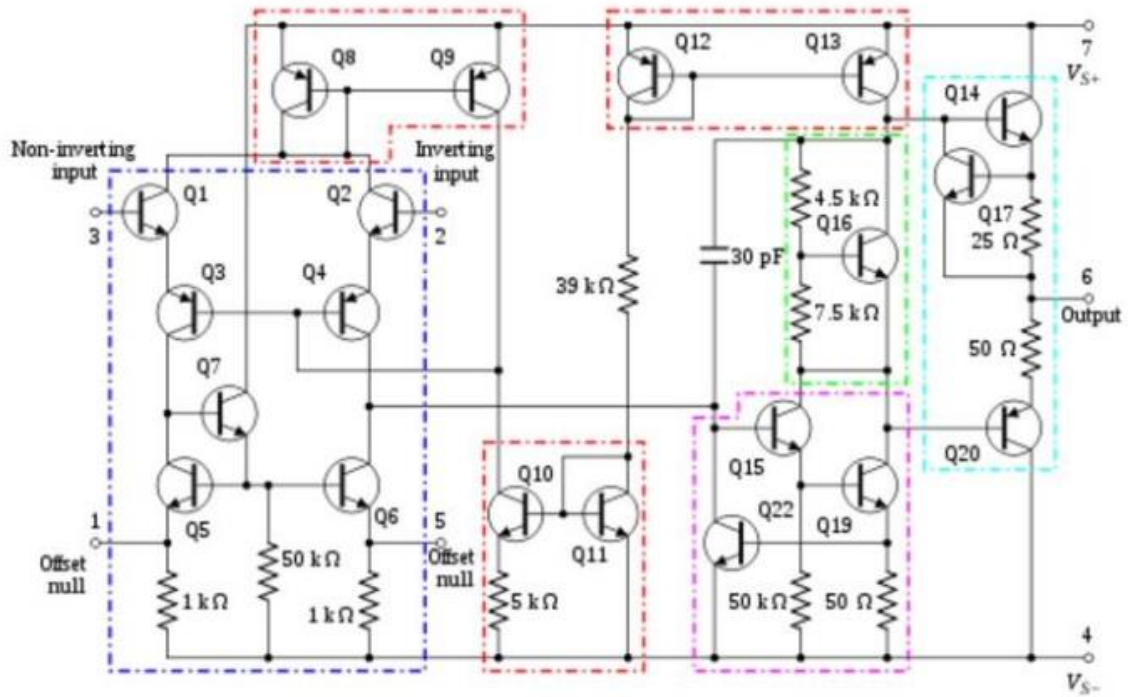 Q8
Q9
Q12
Q13
7
V_S+
Q14
Non-inverting
input
Inverting
input
Q1
Q2
3
2
4.5 kΩ
Q16
Q17
25 Ω
Q3
Q4
30 pF
39 kΩ
7.5 kΩ
6
Output
50 Ω
Q7
Q15
Q20
Q10
Q22
Q19
1
Q5
Q6
5
Q11
Offset
null
50 kΩ
Offset
null
1 kΩ
1 kΩ
5 kΩ
50 kΩ
50 Ω
4
V_S−